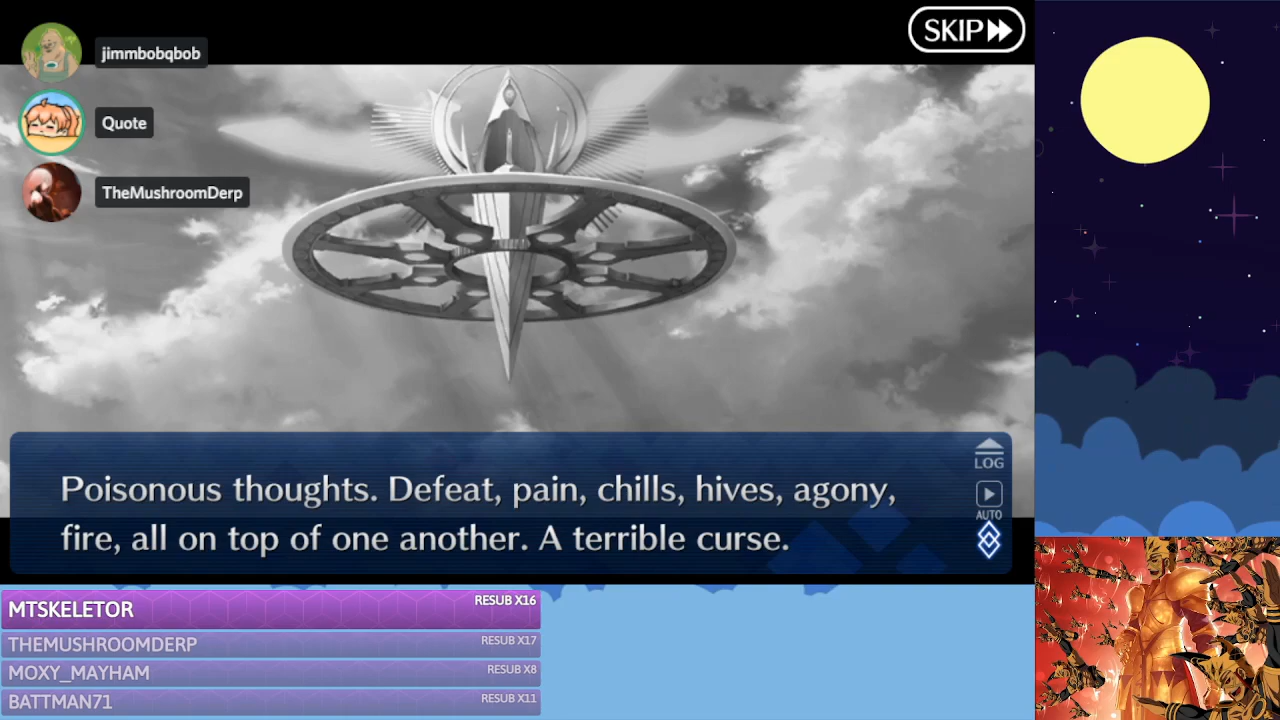 jimmbobqbob
SKIP
Quote
TheMushroomDerp
Poisonous thoughts. Defeat, pain, chills, hives, agony,
fire, all on top of one another. A terrible curse.
LOG
AUTO
MTSKELETOR RESUB X16
THEMUSHROOMDERP RESUB X17
MOXY_MAYHAM RESUB X8
BATTMAN71 RESUB X11